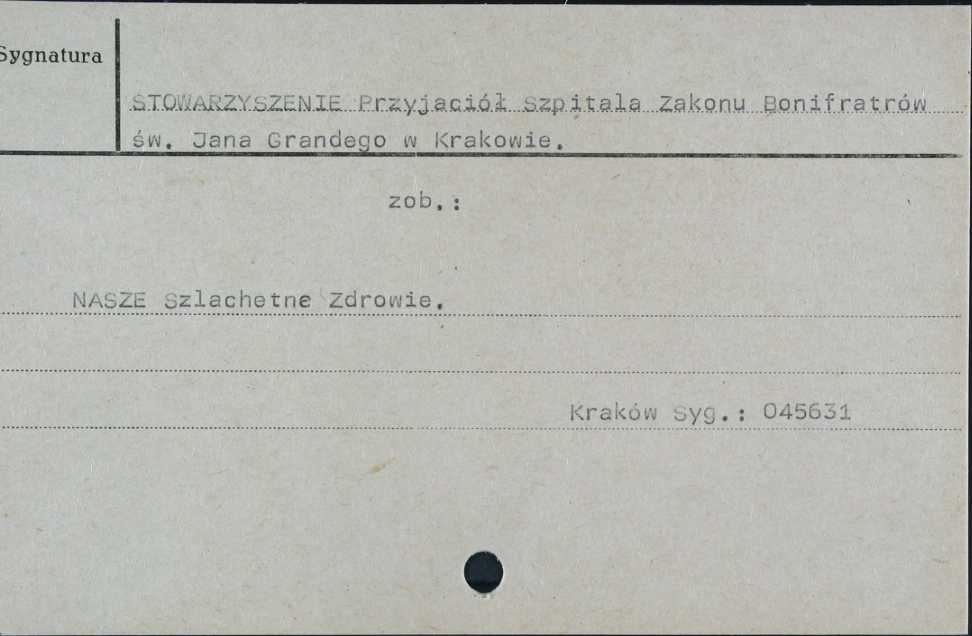 Sygnatura
STOWARZYSZENIE Przyjaciół Szpitala Zakonu Bonifratrów
św. Jana Grandego w Krakowie.
zob.:
NASZE Szlachetne Zdrowie.
Kraków Syg.: 045631